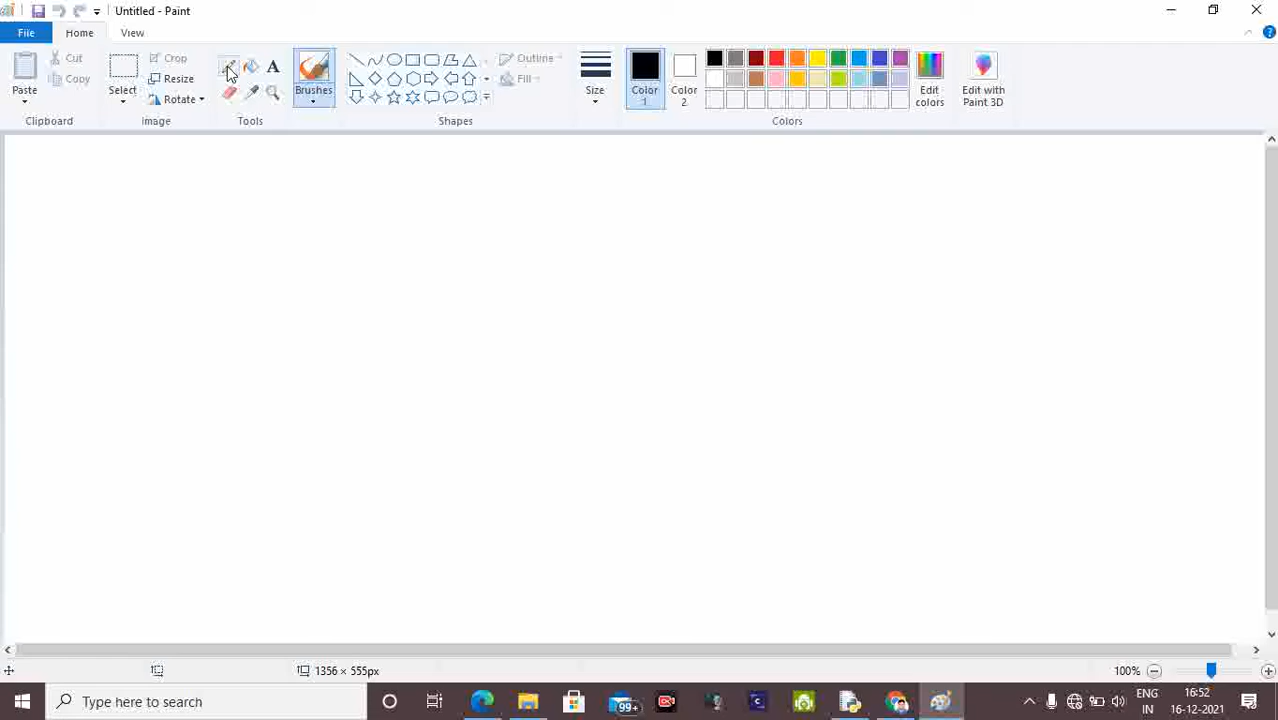 Untitled - Paint
File Home View
Paste Cut Copy Clipboard
Select Crop Resize Rotate Image
A Tools
Brushes
Shapes
Outline Fill
Size
Color 1 Color 2 Edit colors Colors
Edit with Paint 3D
1356 × 555px 100%
Type here to search 99+ ENG IN 16:52 16-12-2021